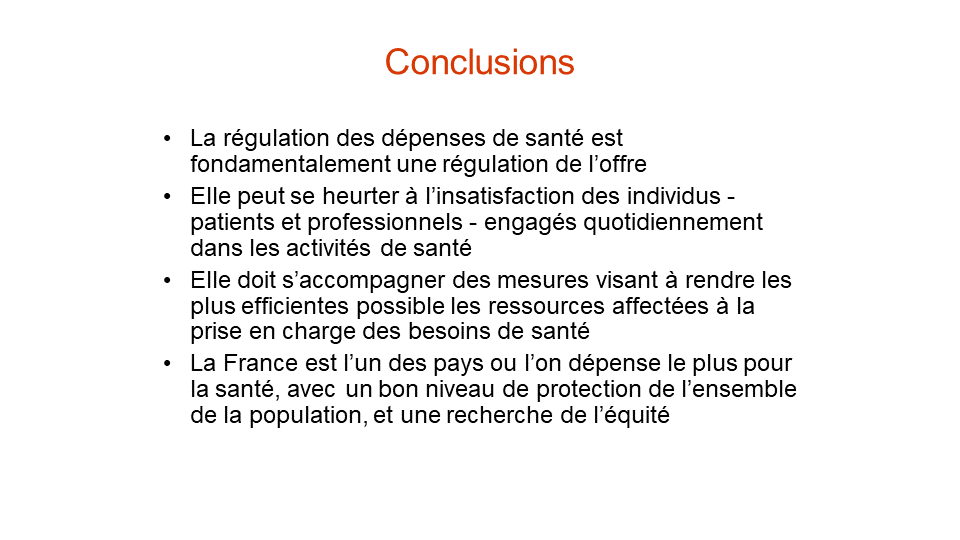 Conclusions
• La régulation des dépenses de santé est
fondamentalement une régulation de l’offre
• Elle peut se heurter à l’insatisfaction des individus -
patients et professionnels - engagés quotidiennement
dans les activités de santé
• Elle doit s’accompagner des mesures visant à rendre les
plus efficientes possible les ressources affectées à la
prise en charge des besoins de santé
• La France est l’un des pays ou l’on dépense le plus pour
la santé, avec un bon niveau de protection de l’ensemble
de la population, et une recherche de l’équité